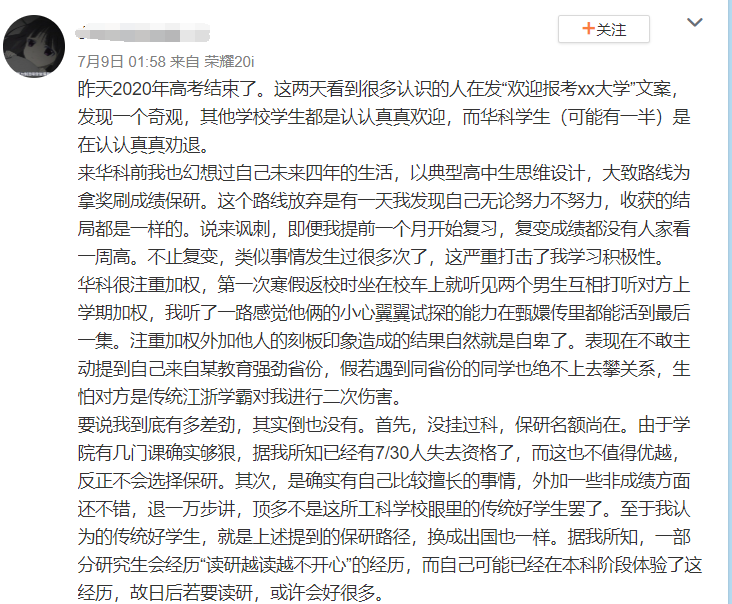 +关注
7月9日 01:58 来自 荣耀20i
昨天2020年高考结束了。这两天看到很多认识的人在发“欢迎报考xx大学”文案，
发现一个奇观，其他学校学生都是认认真真欢迎，而华科学生（可能有一半）是
在认认真真劝退。
来华科前我也幻想过自己未来四年的生活，以典型高中生思维设计，大致路线为
拿奖刷成绩保研。这个路线放弃是有一天我发现自己无论努力不努力，收获的结
局都是一样的。说来讽刺，即便我提前一个月开始复习，复变成绩都没有人家看
一周高。不止复变，类似事情发生过很多次了，这严重打击了我学习积极性。
华科很注重加权，第一次寒假返校时坐在校车上就听见两个男生互相打听对方上
学期加权，我听了一路感觉他俩的小心翼翼试探的能力在甄嬛传里都能活到最后
一集。注重加权外加他人的刻板印象造成的结果自然就是自卑了。表现在不敢主
动提到自己来自某教育强劲省份，假若遇到同省份的同学也绝不上去攀关系，生
怕对方是传统江浙学霸对我进行二次伤害。
要说我到底有多差劲，其实倒也没有。首先，没挂过科，保研名额尚在。由于学
院有几门课确实够狠，据我所知已经有7/30人失去资格了，而这也不值得优越，
反正不会选择保研。其次，是确实有自己比较擅长的事情，外加一些非成绩方面
还不错，退一万步讲，顶多不是这所工科学校眼里的传统好学生罢了。至于我认
为的传统好学生，就是上述提到的保研路径，换成出国也一样。据我所知，一部
分研究生会经历“读研越读越不开心”的经历，而自己可能已经在本科阶段体验了这
经历，故日后若要读研，或许会好很多。